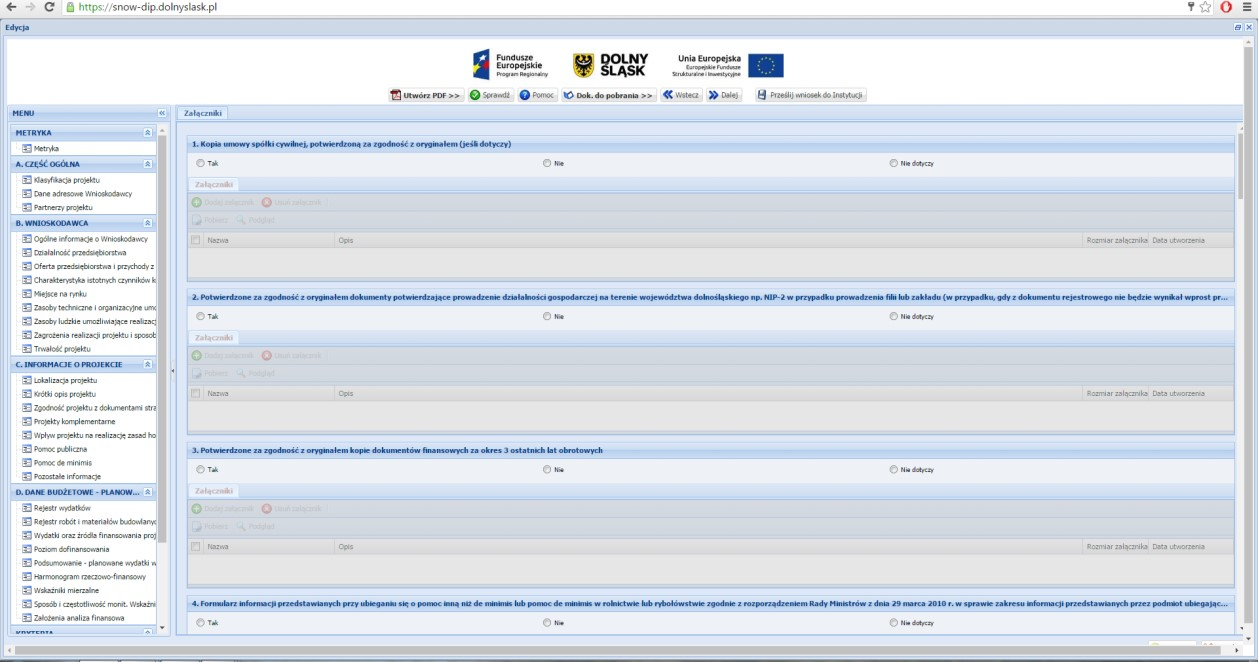 https://snow-dip.dolnyslask.pl
Edycja
Fundusze
Europejskie
Program Regionalny
DOLNY
ŚLĄSK
Unia Europejska
Europejskie Fundusze
Strukturalne i Inwestycyjne
Utwórz PDF >> Sprawdź Pomoc Dok. do pobrania >> Wstecz Dalej Prześlij wniosek do Instytucji
MENU
METRYKA
Metryka
A. CZĘŚĆ OGÓLNA
Klasyfikacja projektu
Dane adresowe Wnioskodawcy
Partnerzy projektu
B. WNIOSKODAWCA
Ogólne informacje o Wnioskodawcy
Działalność przedsiębiorstwa
Oferta przedsiębiorstwa i przychody z
Charakterystyka istotnych czynników k
Miejsce na rynku
Zasoby techniczne i organizacyjne umo
Zasoby ludzkie umożliwiające realizacj
Zagrożenia realizacji projektu i sposob
Trwałość projektu
C. INFORMACJE O PROJEKCIE
Lokalizacja projektu
Krótki opis projektu
Zgodność projektu z dokumentami stra
Projekty komplementarne
Wpływ projektu na realizację zasad ho
Pomoc publiczna
Pomoc de minimis
Pozostałe informacje
D. DANE BUDŻETOWE - PLANOW...
Rejestr wydatków
Rejestr robót i materiałów budowlanyc
Wydatki oraz źródła finansowania proj
Poziom dofinansowania
Podsumowanie - planowane wydatki w
Harmonogram rzeczowo-finansowy
Wskaźniki mierzalne
Sposób i częstotliwość monit. Wskaźni
Założenia analiza finansowa
KRYTERIA
Załączniki
1. Kopia umowy spółki cywilnej, potwierdzoną za zgodność z oryginałem (jeśli dotyczy)
Tak Nie Nie dotyczy
Załączniki
Dodaj załącznik Usuń załącznik
Pobierz Podgląd
Nazwa Opis Rozmiar załącznika Data utworzenia
2. Potwierdzone za zgodność z oryginałem dokumenty potwierdzające prowadzenie działalności gospodarczej na terenie województwa dolnośląskiego np. NIP-2 w przypadku prowadzenia filii lub zakładu (w przypadku, gdy z dokumentu rejestrowego nie będzie wynikał wprost pr...
Tak Nie Nie dotyczy
Załączniki
Dodaj załącznik Usuń załącznik
Pobierz Podgląd
Nazwa Opis Rozmiar załącznika Data utworzenia
3. Potwierdzone za zgodność z oryginałem kopie dokumentów finansowych za okres 3 ostatnich lat obrotowych
Tak Nie Nie dotyczy
Załączniki
Dodaj załącznik Usuń załącznik
Pobierz Podgląd
Nazwa Opis Rozmiar załącznika Data utworzenia
4. Formularz informacji przedstawianych przy ubieganiu się o pomoc inną niż de minimis lub pomoc de minimis w rolnictwie lub rybołówstwie zgodnie z rozporządzeniem Rady Ministrów z dnia 29 marca 2010 r. w sprawie zakresu informacji przedstawianych przez podmiot ubiegając...
Tak Nie Nie dotyczy